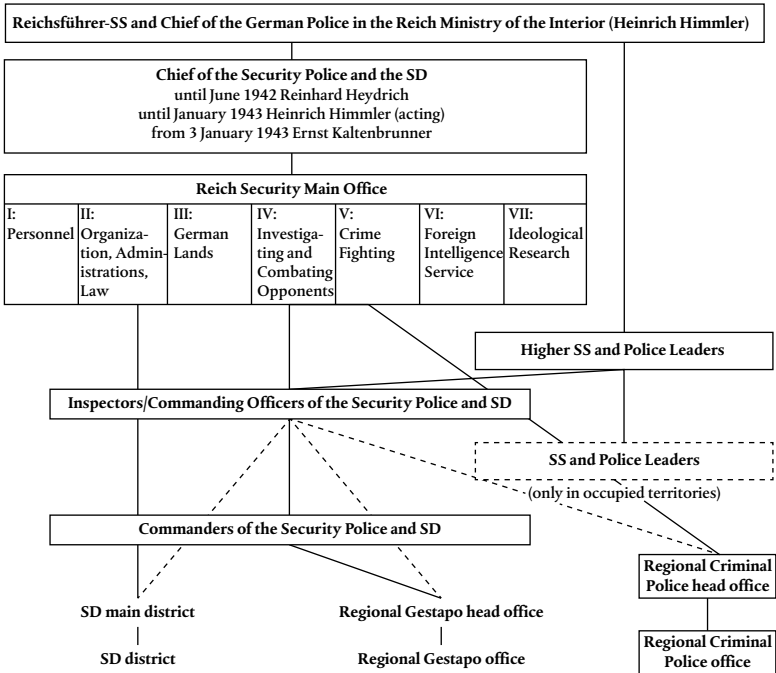 Reichsführer-SS and Chief of the German Police in the Reich Ministry of the Interior (Heinrich Himmler)
Chief of the Security Police and the SD
until June 1942 Reinhard Heydrich
until January 1943 Heinrich Himmler (acting)
from 3 January 1943 Ernst Kaltenbrunner
Reich Security Main Office
I:
Personnel
II:
Organiza-
tion, Admin-
istrations,
Law
III:
German
Lands
IV:
Investiga-
ting and
Combating
Opponents
V:
Crime
Fighting
VI:
Foreign
Intelligence
Service
VII:
Ideological
Research
Higher SS and Police Leaders
Inspectors/Commanding Officers of the Security Police and SD
SS and Police Leaders
(only in occupied territories)
Commanders of the Security Police and SD
Regional Criminal
Police head office
SD main district
Regional Gestapo head office
SD district
Regional Gestapo office
Regional Criminal
Police office